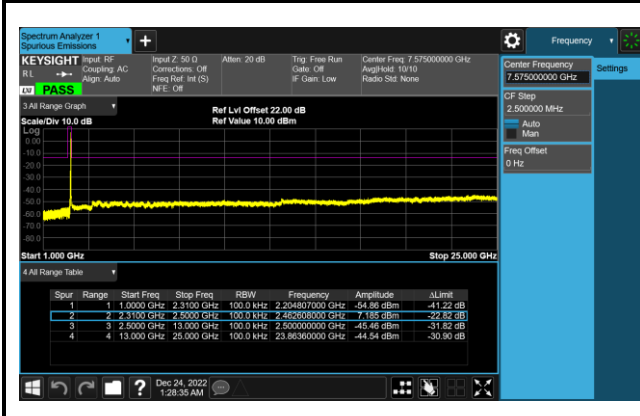 Spectrum Analyzer 1
Spurious Emissions
+
Frequency
KEYSIGHT Input: RF Input Z: 50 Ω Atten: 20 dB Trig: Free Run Center Freq: 7.575000000 GHz
RL Coupling: AC Corrections: Off Gate: Off Avg|Hold: 10/10
Align: Auto Freq Ref: Int (S) IF Gain: Low Radio Std: None
LXI PASS NFE: Off
Center Frequency
7.575000000 GHz
Settings
CF Step
2.500000 MHz
Auto
Man
Freq Offset
0 Hz
3 All Range Graph
Ref Lvl Offset 22.00 dB
Scale/Div 10.0 dB Ref Value 10.00 dBm
Log
0.00
-10.0
-20.0
-30.0
-40.0
-50.0
-60.0
-70.0
-80.0
Start 1.000 GHz Stop 25.000 GHz
4 All Range Table
Spur Range Start Freq Stop Freq RBW Frequency Amplitude ΔLimit
1 1 1.0000 GHz 2.3100 GHz 100.0 kHz 2.204807000 GHz -54.86 dBm -41.22 dB
2 2 2.3100 GHz 2.5000 GHz 100.0 kHz 2.462608000 GHz 7.185 dBm -22.82 dB
3 3 2.5000 GHz 13.000 GHz 100.0 kHz 2.500000000 GHz -45.46 dBm -31.82 dB
4 4 13.000 GHz 25.000 GHz 100.0 kHz 23.86360000 GHz -44.54 dBm -30.90 dB
? Dec 24, 2022
1:28:35 AM